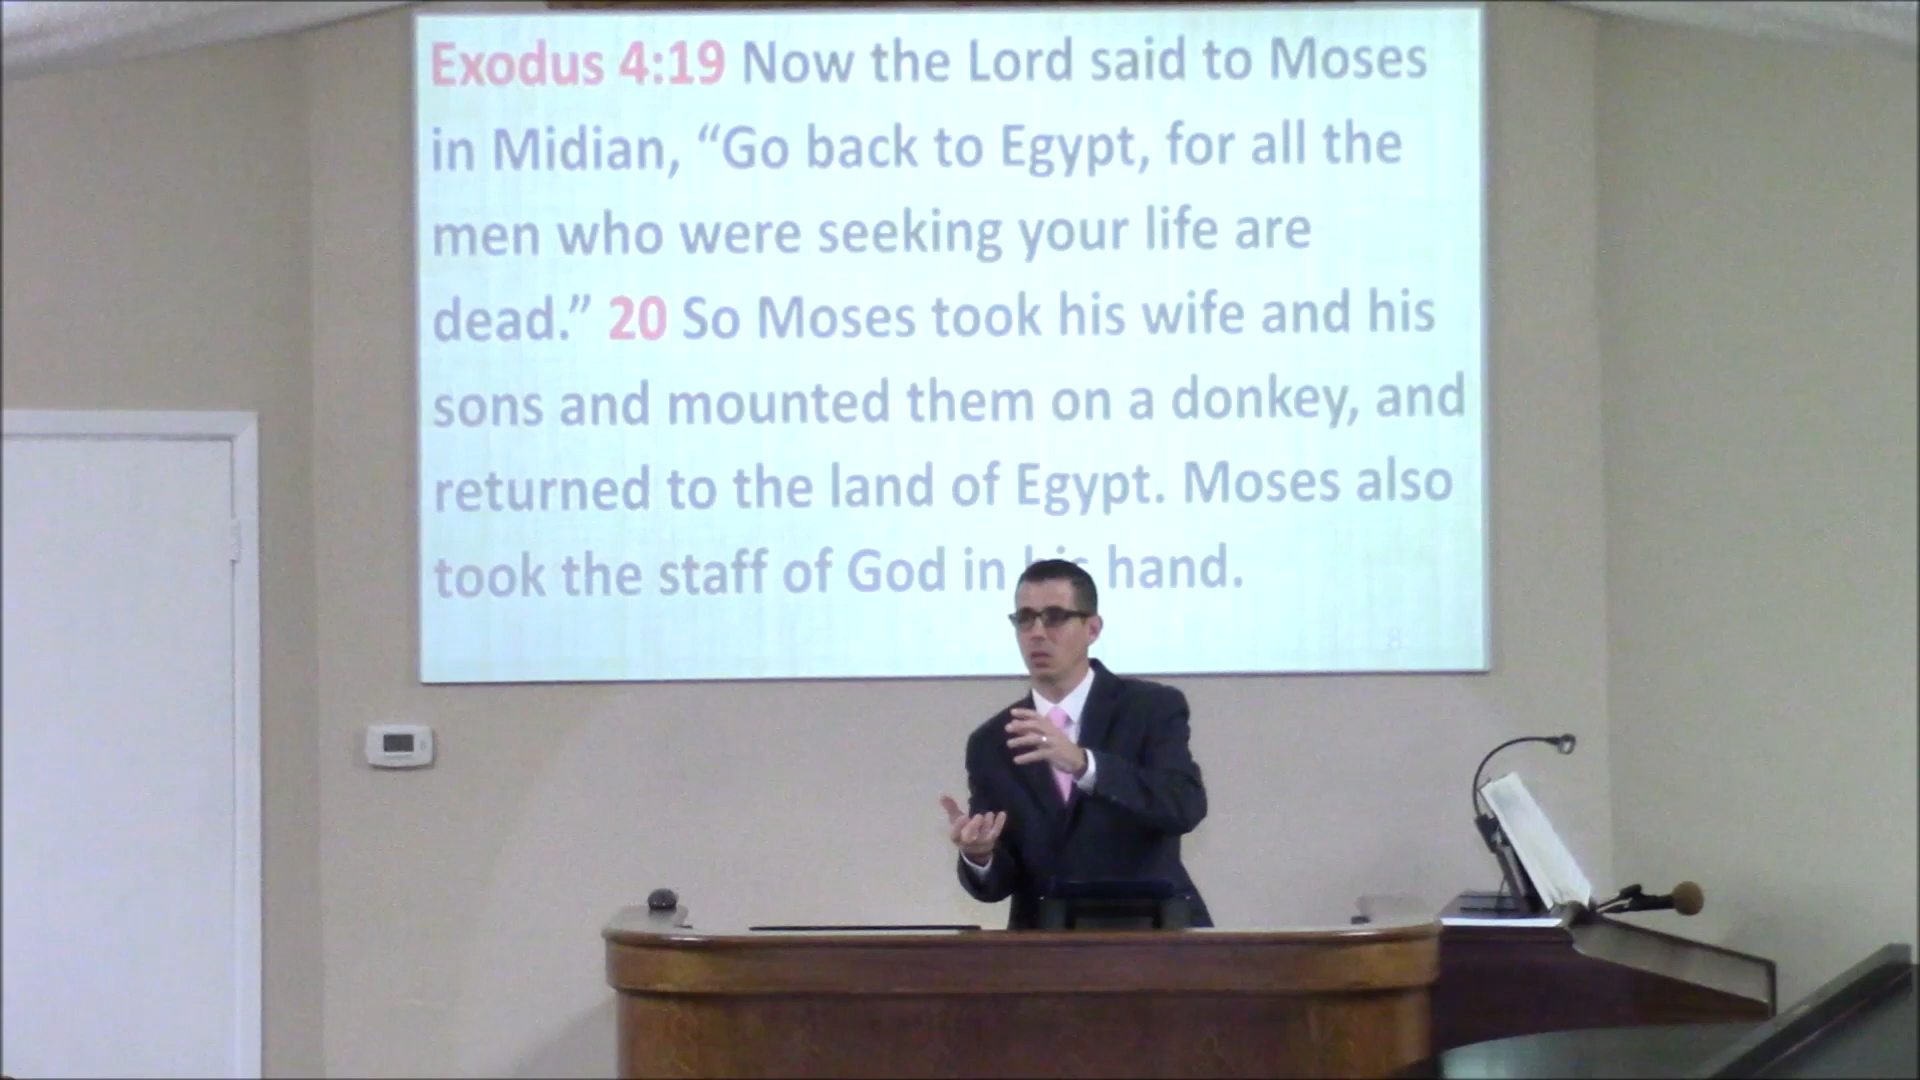 Exodus 4:19 Now the Lord said to Moses
in Midian, “Go back to Egypt, for all the
men who were seeking your life are
dead.” 20 So Moses took his wife and his
sons and mounted them on a donkey, and
returned to the land of Egypt. Moses also
took the staff of God in his hand.
8